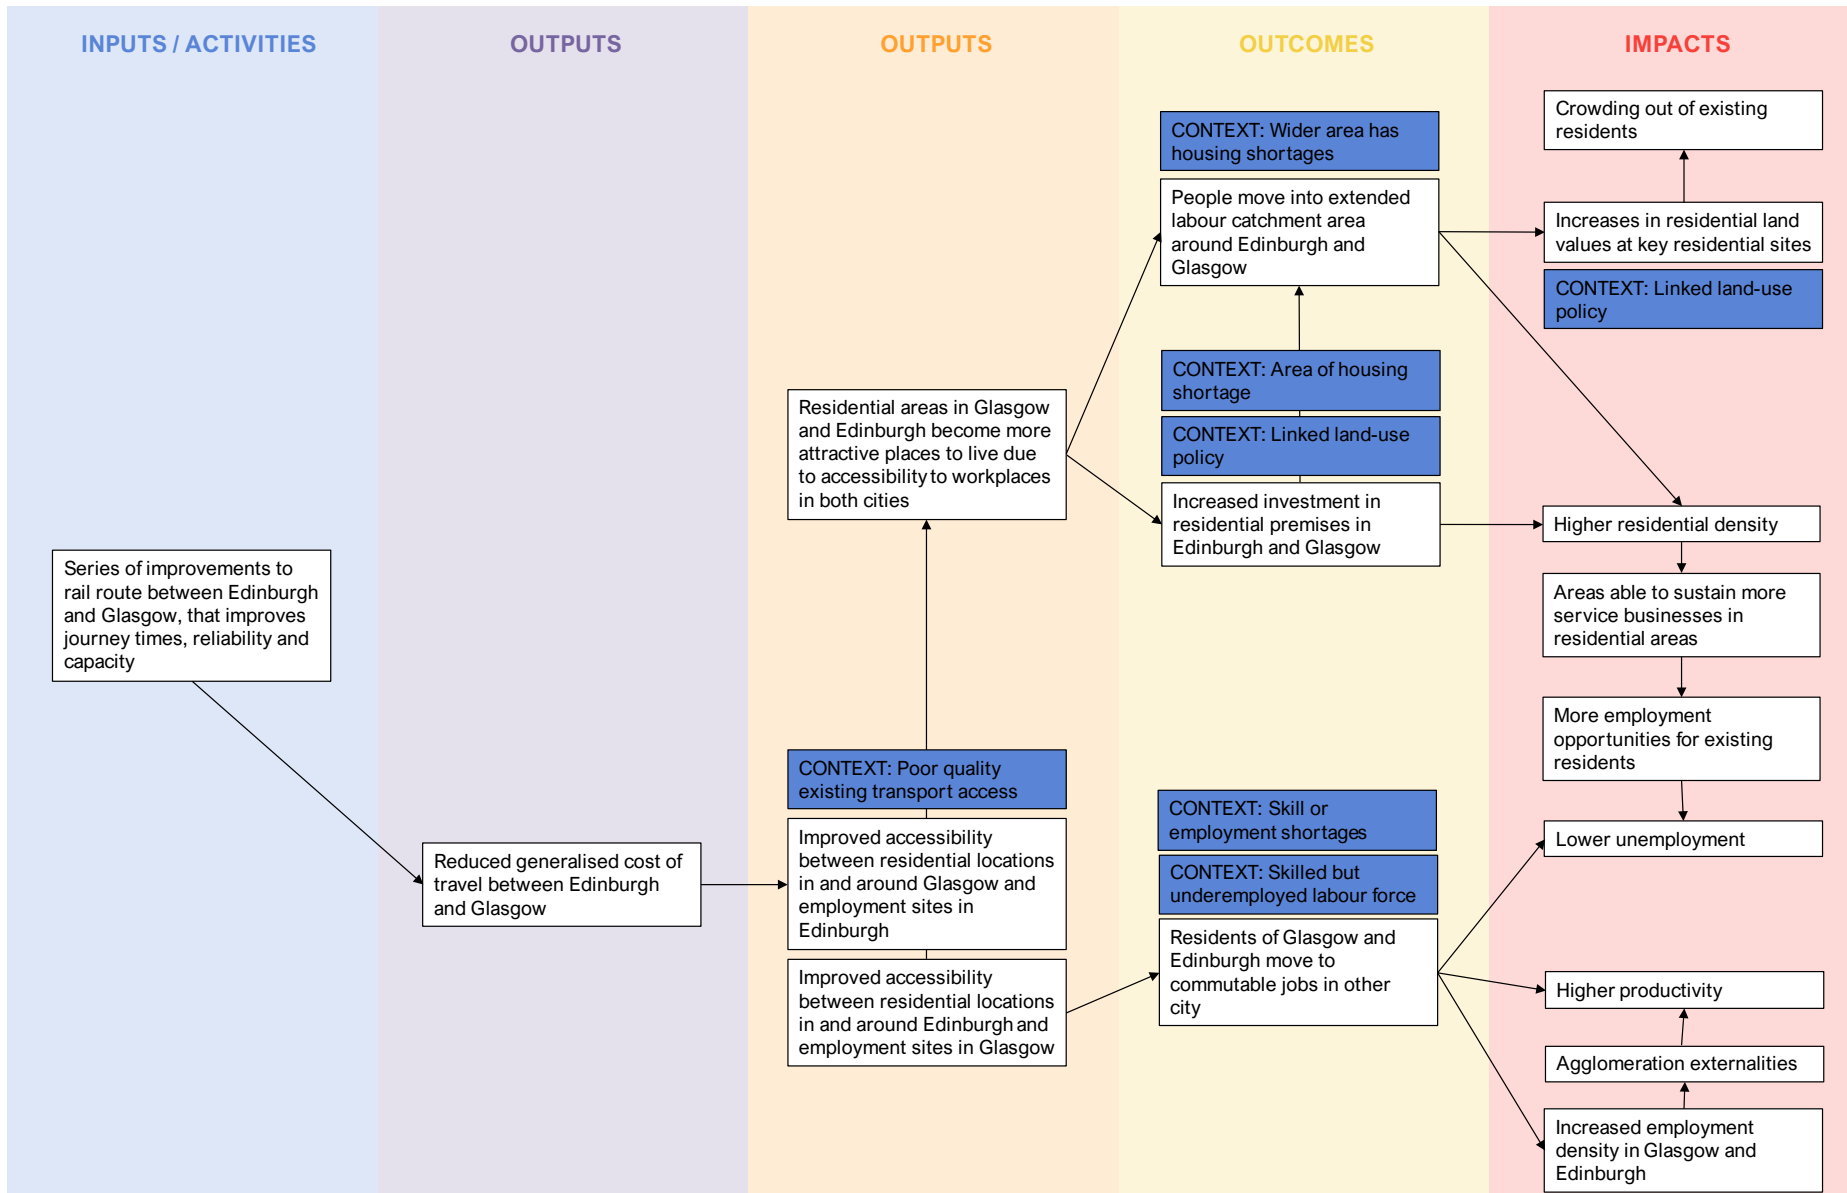 INPUTS / ACTIVITIES
OUTPUTS
OUTPUTS
OUTCOMES
IMPACTS
Series of improvements to
rail route between Edinburgh
and Glasgow, that improves
journey times, reliability and
capacity
Reduced generalised cost of
travel between Edinburgh
and Glasgow
Residential areas in Glasgow
and Edinburgh become more
attractive places to live due
to accessibility to workplaces
in both cities
CONTEXT: Poor quality
existing transport access
Improved accessibility
between residential locations
in and around Glasgow and
employment sites in
Edinburgh
Improved accessibility
between residential locations
in and around Edinburgh and
employment sites in Glasgow
CONTEXT: Wider area has
housing shortages
People move into extended
labour catchment area
around Edinburgh and
Glasgow
CONTEXT: Area of housing
shortage
CONTEXT: Linked land-use
policy
Increased investment in
residential premises in
Edinburgh and Glasgow
CONTEXT: Skill or
employment shortages
CONTEXT: Skilled but
underemployed labour force
Residents of Glasgow and
Edinburgh move to
commutable jobs in other
city
Crowding out of existing
residents
Increases in residential land
values at key residential sites
CONTEXT: Linked land-use
policy
Higher residential density
Areas able to sustain more
service businesses in
residential areas
More employment
opportunities for existing
residents
Lower unemployment
Higher productivity
Agglomeration externalities
Increased employment
density in Glasgow and
Edinburgh